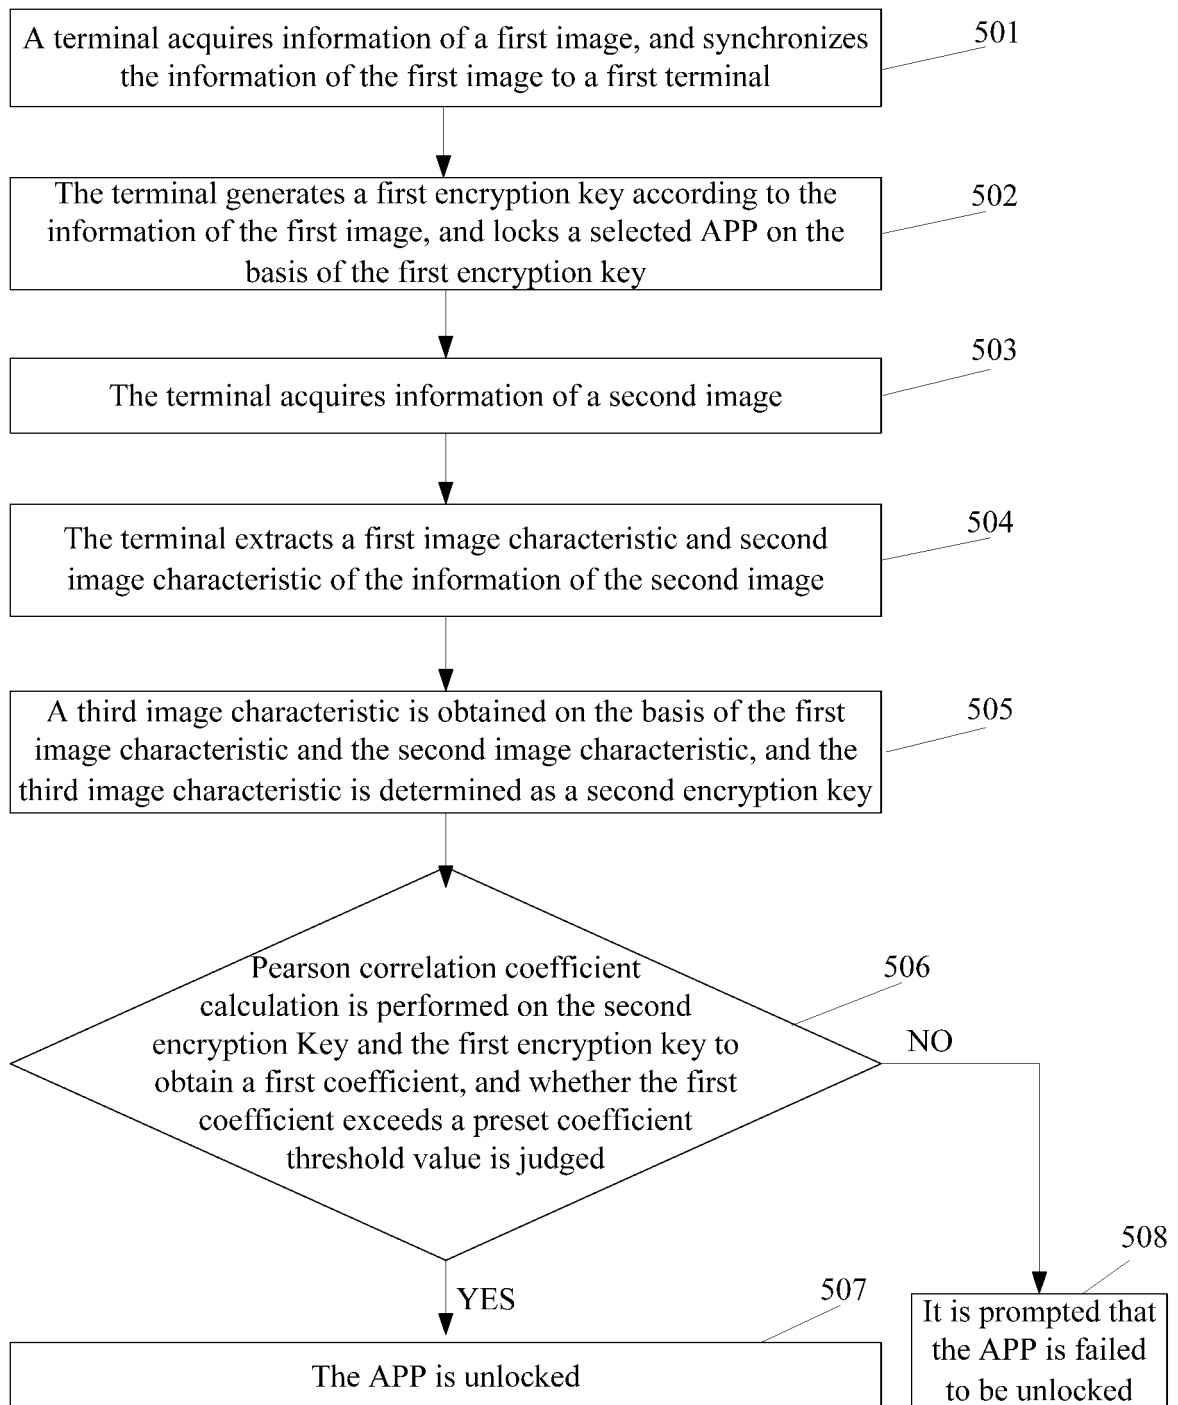 A terminal acquires information of a first image, and synchronizes
the information of the first image to a first terminal
501
The terminal generates a first encryption key according to the
information of the first image, and locks a selected APP on the
basis of the first encryption key
502
The terminal acquires information of a second image
503
The terminal extracts a first image characteristic and second
image characteristic of the information of the second image
504
A third image characteristic is obtained on the basis of the first
image characteristic and the second image characteristic, and the
third image characteristic is determined as a second encryption key
505
Pearson correlation coefficient
calculation is performed on the second
encryption Key and the first encryption key to
obtain a first coefficient, and whether the first
coefficient exceeds a preset coefficient
threshold value is judged
506
NO
YES
507
The APP is unlocked
508
It is prompted that
the APP is failed
to be unlocked